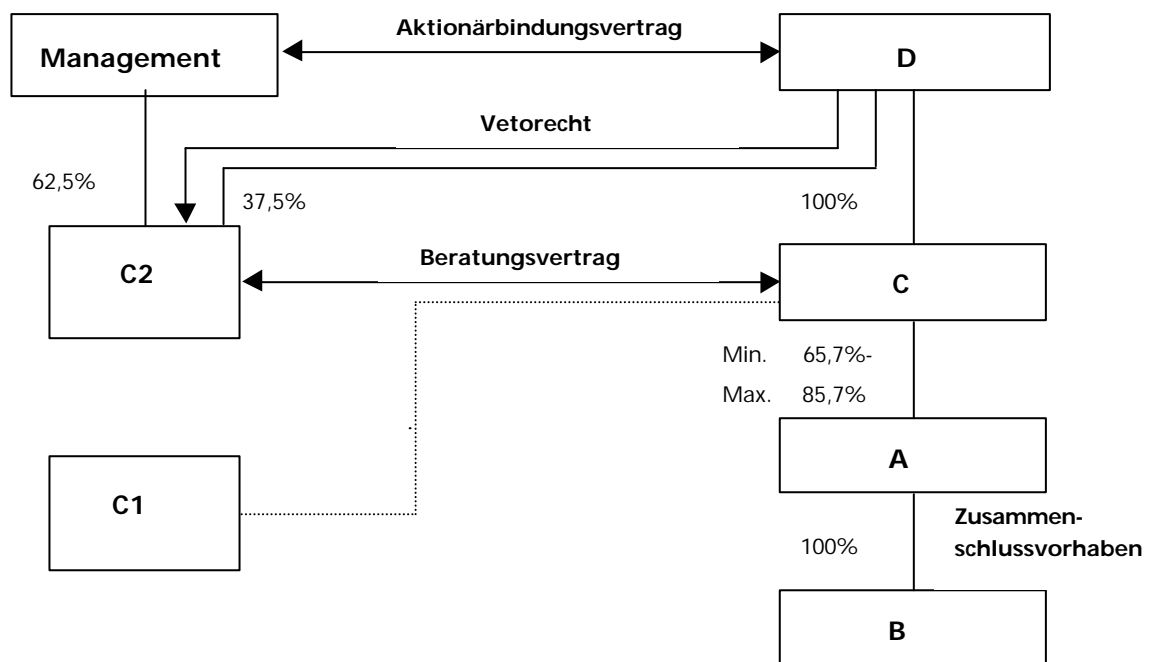 Aktionärbindungsvertrag
Management
D
Vetorecht
62,5%
37,5%
100%
C2
Beratungsvertrag
C
Min. 65,7%-
Max. 85,7%
A
C1
Zusammen-
schlussvorhaben
100%
B